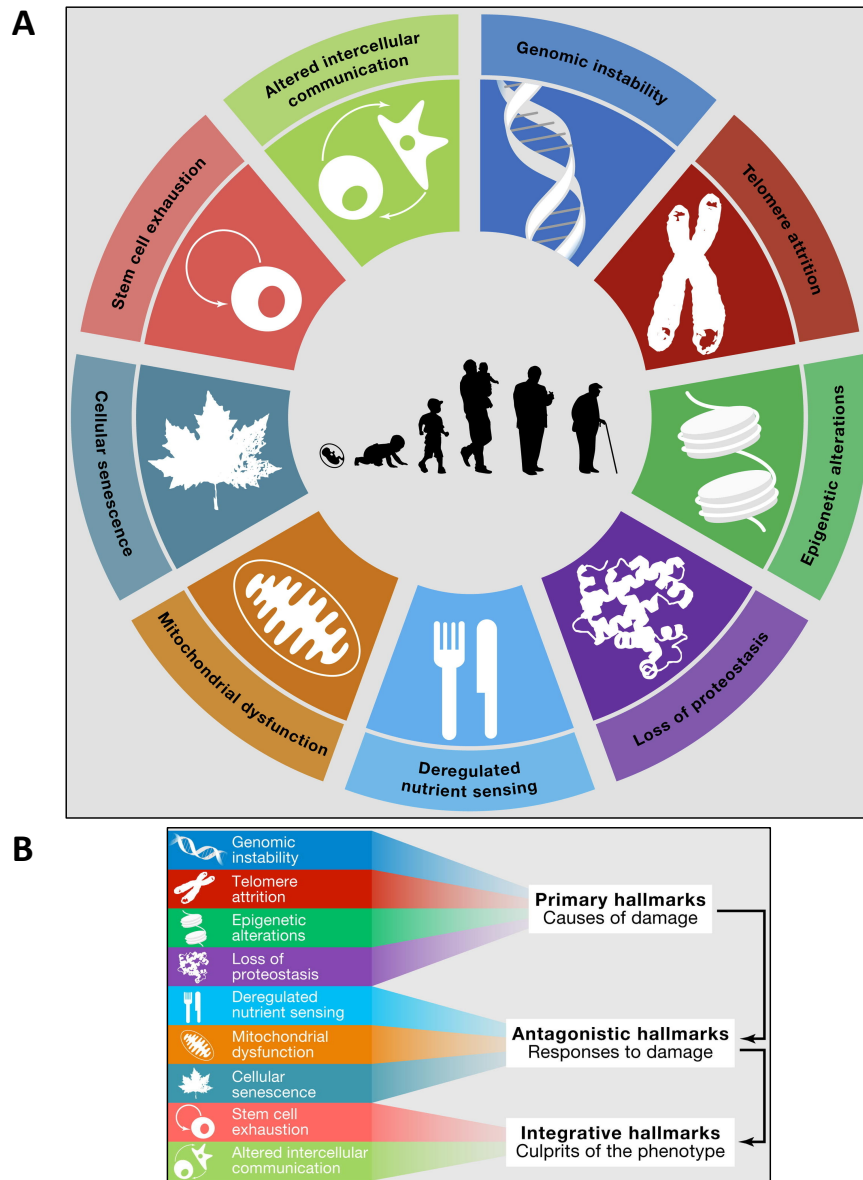 A
Altered intercellular
communication
Genomic instability
Telomere attrition
Epigenetic alterations
Loss of proteostasis
Deregulated
nutrient sensing
Mitochondrial dysfunction
Cellular senescence
Stem cell exhaustion
B
Genomic
instability
Telomere
attrition
Epigenetic
alterations
Loss of
proteostasis
Deregulated
nutrient sensing
Mitochondrial
dysfunction
Cellular
senescence
Stem cell
exhaustion
Altered intercellular
communication
Primary hallmarks
Causes of damage
Antagonistic hallmarks
Responses to damage
Integrative hallmarks
Culprits of the phenotype